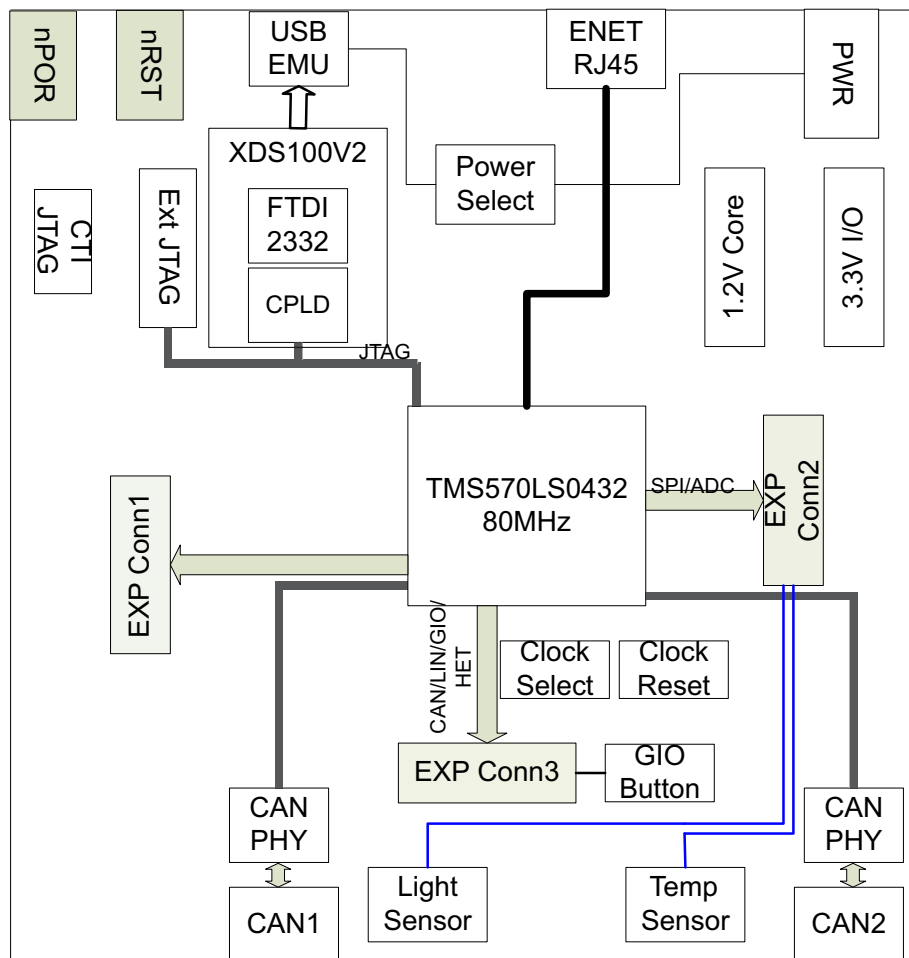 nPOR
nRST
USB
EMU
ENET
RJ45
PWR
XDS100V2
Power
Select
CTI
JTAG
Ext JTAG
FTDI
2332
1.2V Core
3.3V I/O
CPLD
JTAG
TMS570LS0432
80MHz
SPI/ADC
EXP
Conn2
EXP Conn1
CAN/LIN/GIO/
HET
Clock
Select
Clock
Reset
EXP Conn3
GIO
Button
CAN
PHY
CAN
PHY
CAN1
Light
Sensor
Temp
Sensor
CAN2